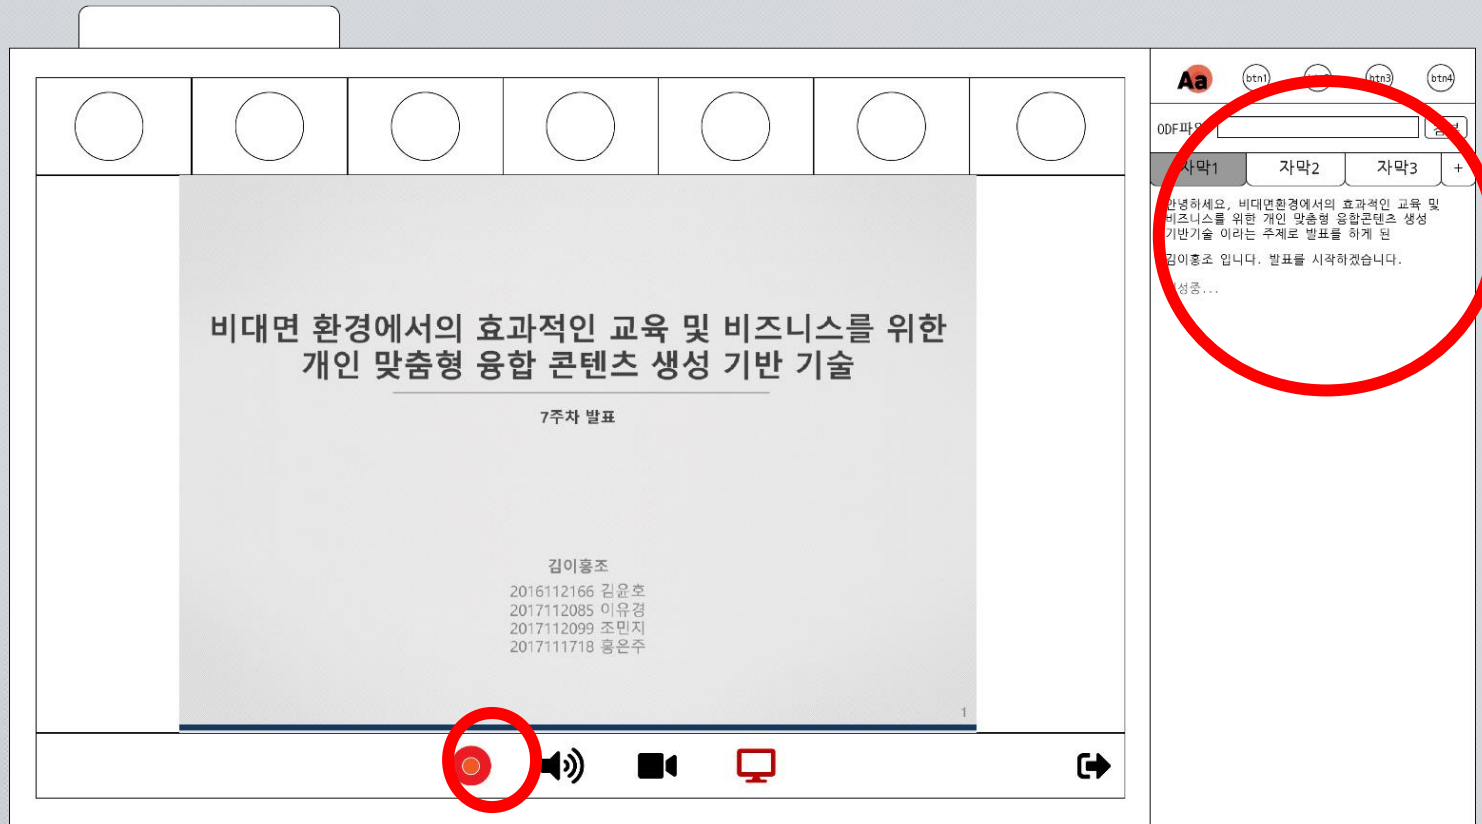 Aa
btn1
btn3
btn4
자막1
자막2
자막3
+
안녕하세요, 비대면환경에서의 효과적인 교육 및
비즈니스를 위한 개인 맞춤형 융합콘텐츠 생성
기반기술 이라는 주제로 발표를 하게 된
김이홍조 입니다. 발표를 시작하겠습니다.
비대면 환경에서의 효과적인 교육 및 비즈니스를 위한
개인 맞춤형 융합 콘텐츠 생성 기반 기술
7주차 발표
김이홍조
2016112166 김윤호
2017112085 이유경
2017112099 조민지
2017111718 홍은주
1